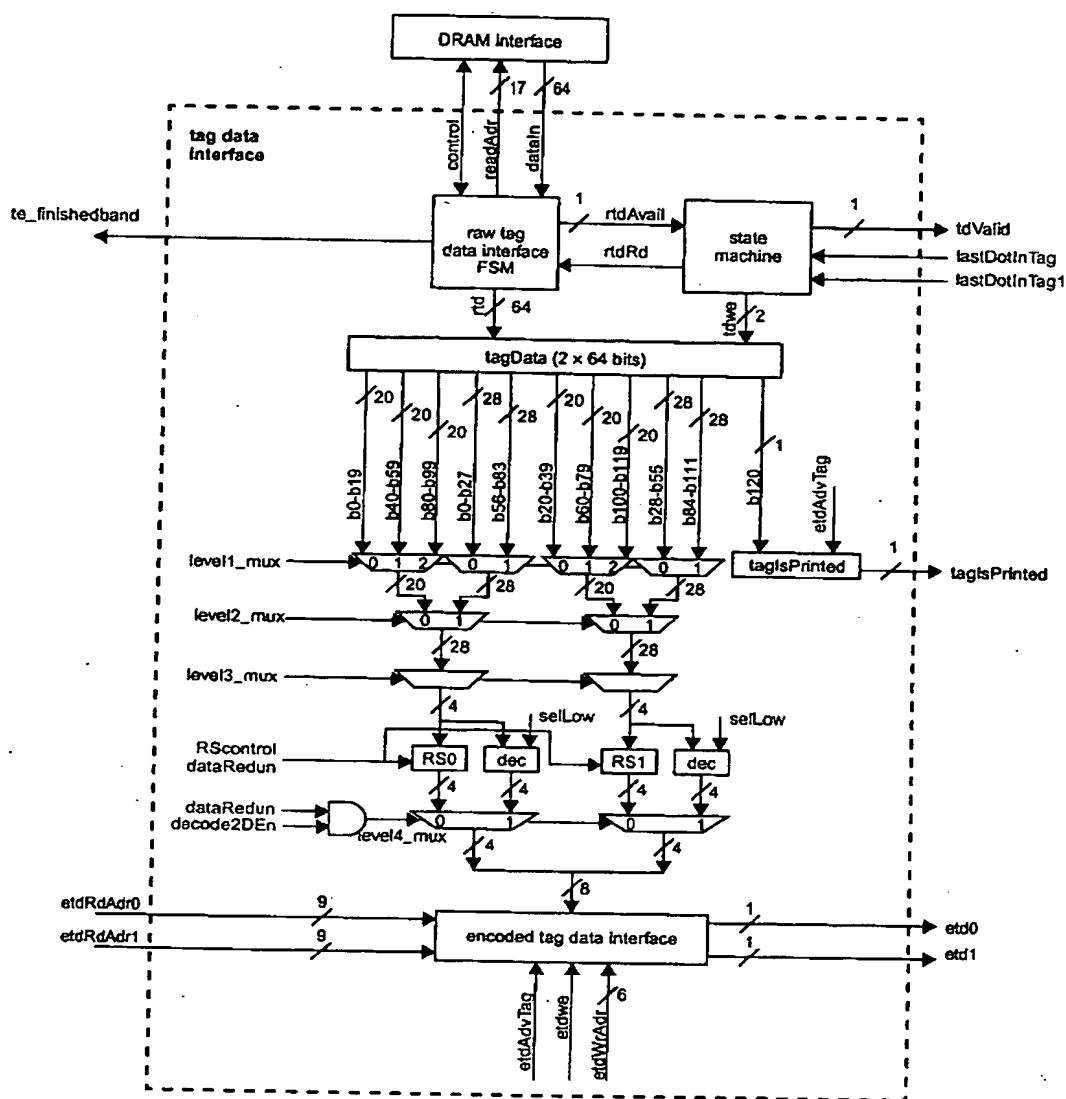 DRAM Interface
17
64
tag data
interface
control
readAdr
dataIn
te_finishedband
raw tag
data interface
FSM
1
rtdAvail
rtdRd
state
machine
1
tdValid
lastDotInTag
lastDotInTag1
rtd
64
tdwe
2
tagData (2 × 64 bits)
20
20
20
28
28
20
20
20
28
28
1
b0-b19
b40-b59
b80-b99
b0-b27
b56-b83
b20-b39
b60-b79
b100-b119
b28-b55
b84-b111
b120
etdAdvTag
level1_mux
0 1 2
0 1
0 1 2
0 1
tagIsPrinted
1
tagIsPrinted
20
28
20
28
level2_mux
0 1
0 1
28
28
level3_mux
4
selLow
4
selLow
RScontrol
dataRedun
RS0
dec
RS1
dec
4
4
4
4
dataRedun
decode2DEn
level4_mux
0 1
0 1
4
4
8
etdRdAdr0
9
etdRdAdr1
9
encoded tag data interface
1
etd0
1
etd1
etdAdvTag
etdwe
etdWrAdr
6